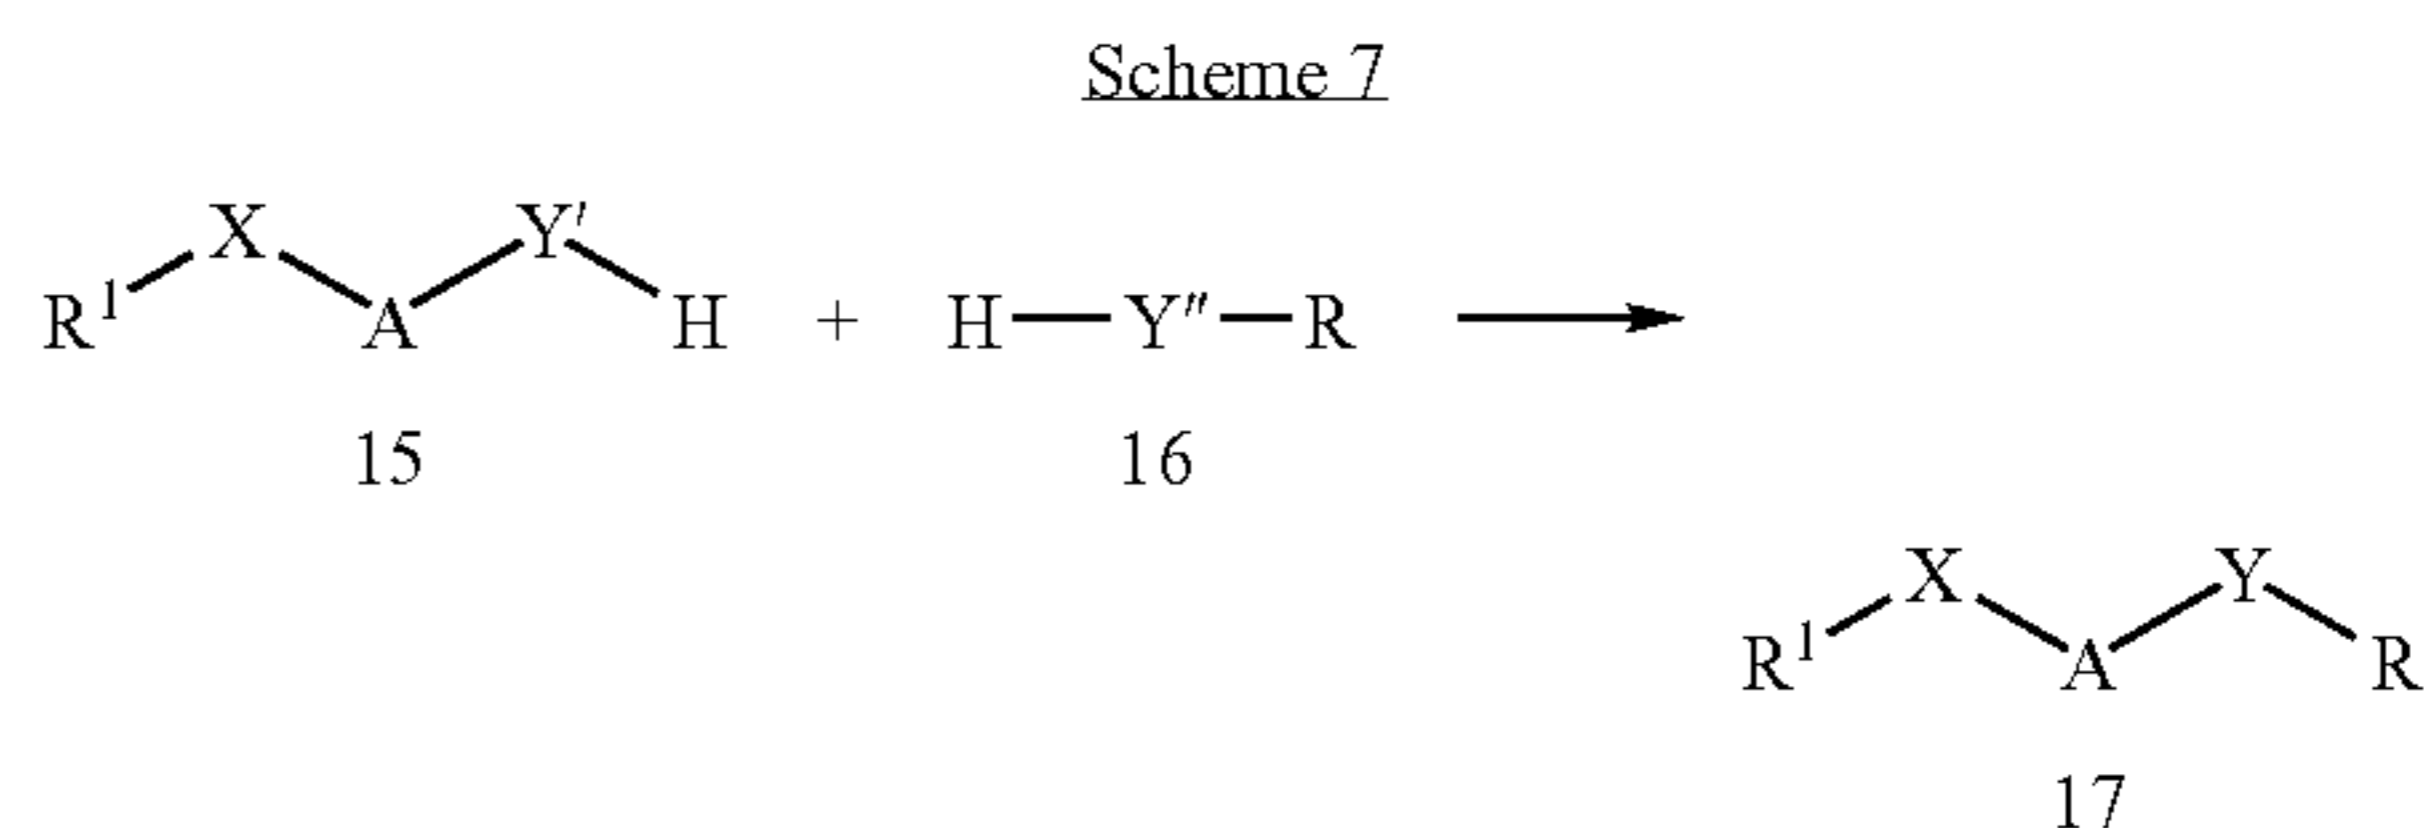 Scheme 7
R¹ X A Y′ H + H—Y″—R
15 16
R¹ X A Y R
17